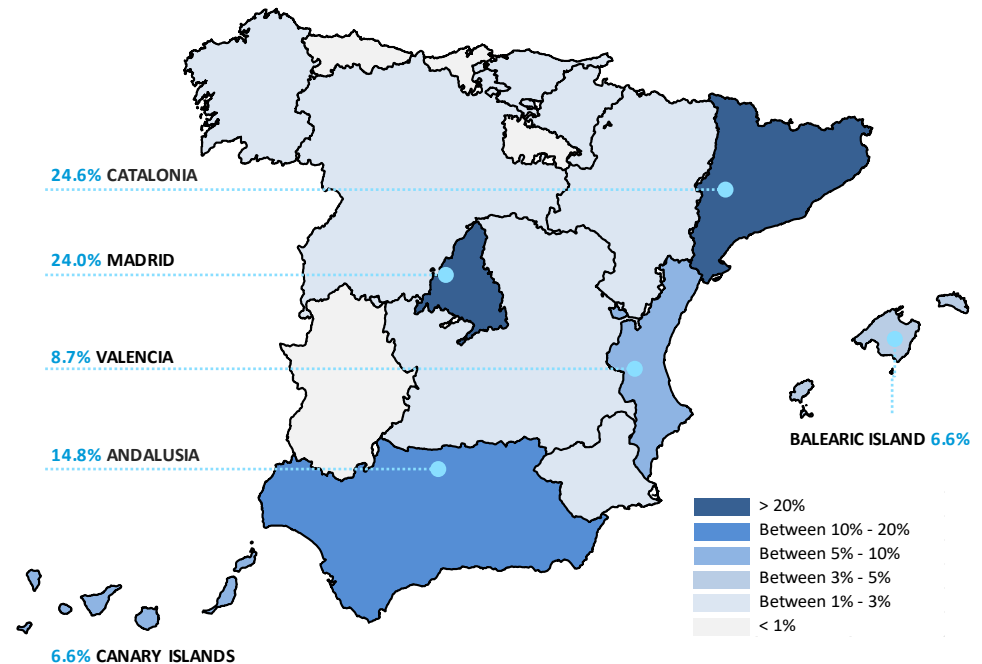 24.6% CATALONIA
24.0% MADRID
8.7% VALENCIA
14.8% ANDALUSIA
BALEARIC ISLAND 6.6%
> 20%
Between 10% - 20%
Between 5% - 10%
Between 3% - 5%
Between 1% - 3%
< 1%
6.6% CANARY ISLANDS